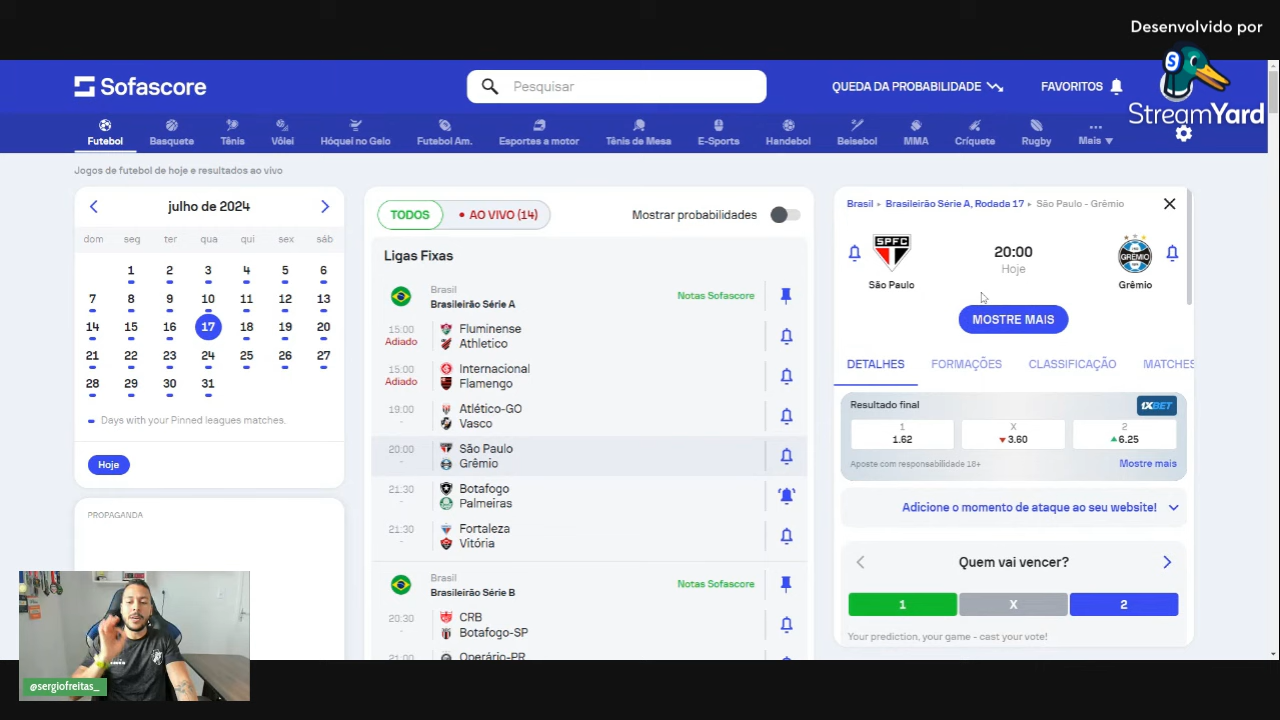 Desenvolvido por
StreamYard
Sofascore
Pesquisar
QUEDA DA PROBABILIDADE
FAVORITOS
Futebol
Basquete
Tênis
Vôlei
Hóquei no Gelo
Futebol Am.
Esportes a motor
Tênis de Mesa
E-Sports
Handebol
Beisebol
MMA
Críquete
Rugby
Mais
Jogos de futebol de hoje e resultados ao vivo
julho de 2024
dom seg ter qua qui sex sáb
1 2 3 4 5 6
7 8 9 10 11 12 13
14 15 16 17 18 19 20
21 22 23 24 25 26 27
28 29 30 31
Days with your Pinned leagues matches.
Hoje
PROPAGANDA
@sergiofreitas_
TODOS
AO VIVO (14)
Mostrar probabilidades
Ligas Fixas
Brasil
Brasileirão Série A
Notas Sofascore
15:00 Fluminense
Adiado Athletico
15:00 Internacional
Adiado Flamengo
19:00 Atlético-GO
- Vasco
20:00 São Paulo
- Grêmio
21:30 Botafogo
- Palmeiras
21:30 Fortaleza
- Vitória
Brasil
Brasileirão Série B
Notas Sofascore
20:30 CRB
- Botafogo-SP
21:00 Operário-PR
Brasil Brasileirão Série A, Rodada 17 São Paulo - Grêmio
SPFC
GRÊMIO
20:00
Hoje
São Paulo
Grêmio
MOSTRE MAIS
DETALHES
FORMAÇÕES
CLASSIFICAÇÃO
MATCHES
Resultado final
1XBET
1 X 2
1.62 3.60 6.25
Aposte com responsabilidade 18+
Mostre mais
Adicione o momento de ataque ao seu website!
Quem vai vencer?
1 X 2
Your prediction, your game - cast your vote!